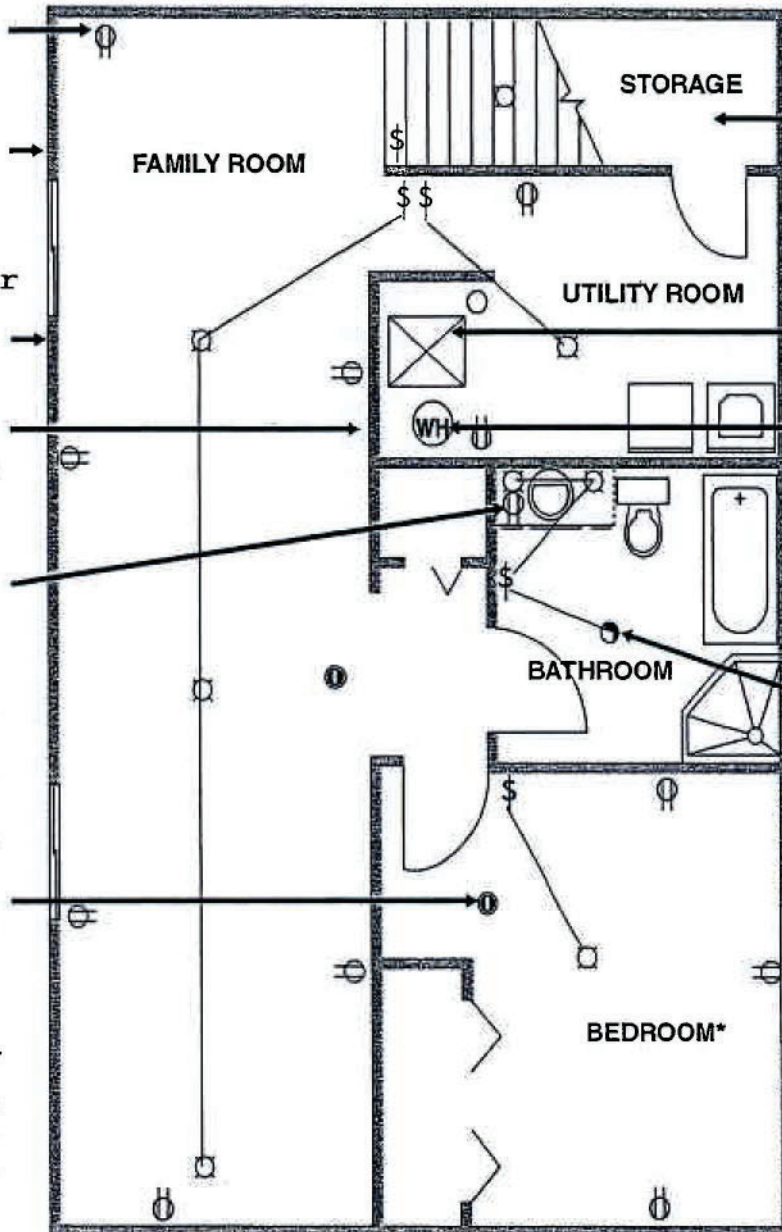 STORAGE
$
FAMILY ROOM
$ $
r
UTILITY ROOM
WH
$
BATHROOM
$
BEDROOM*